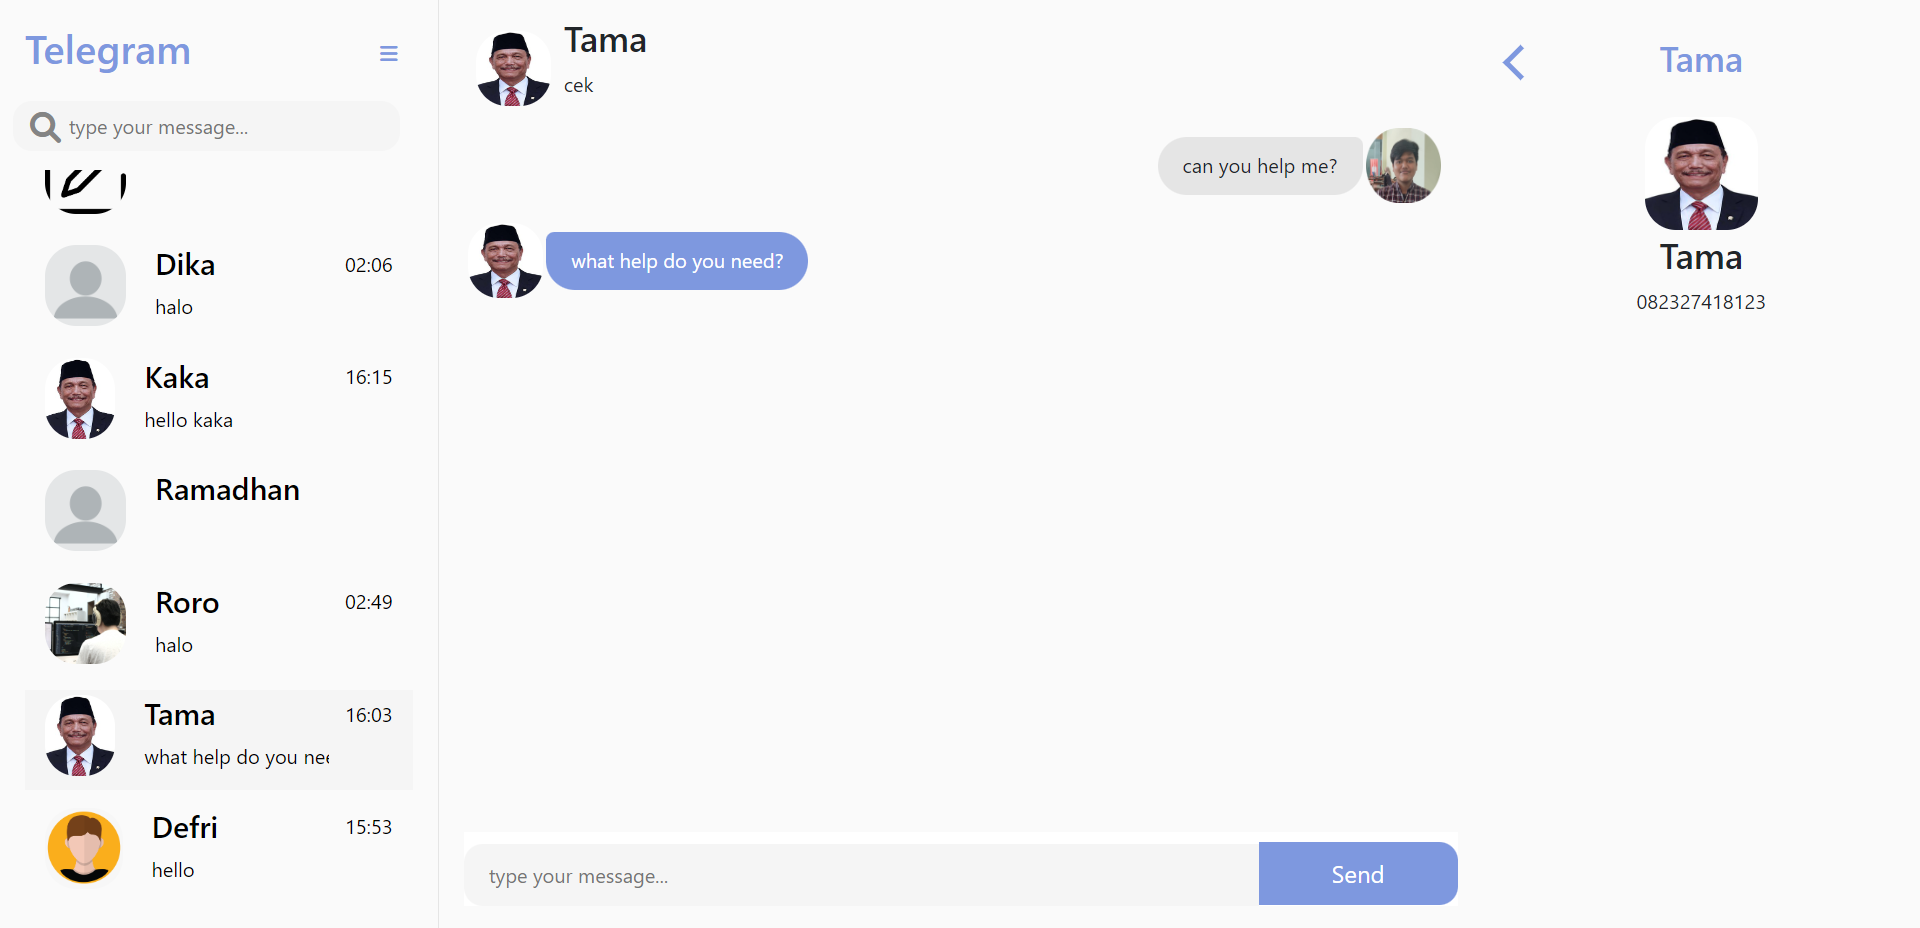 Telegram
type your message...
Dika
02:06
halo
Kaka
16:15
hello kaka
Ramadhan
Roro
02:49
halo
Tama
16:03
what help do you nee
Defri
15:53
hello
Tama
cek
can you help me?
what help do you need?
type your message...
Send
Tama
Tama
082327418123